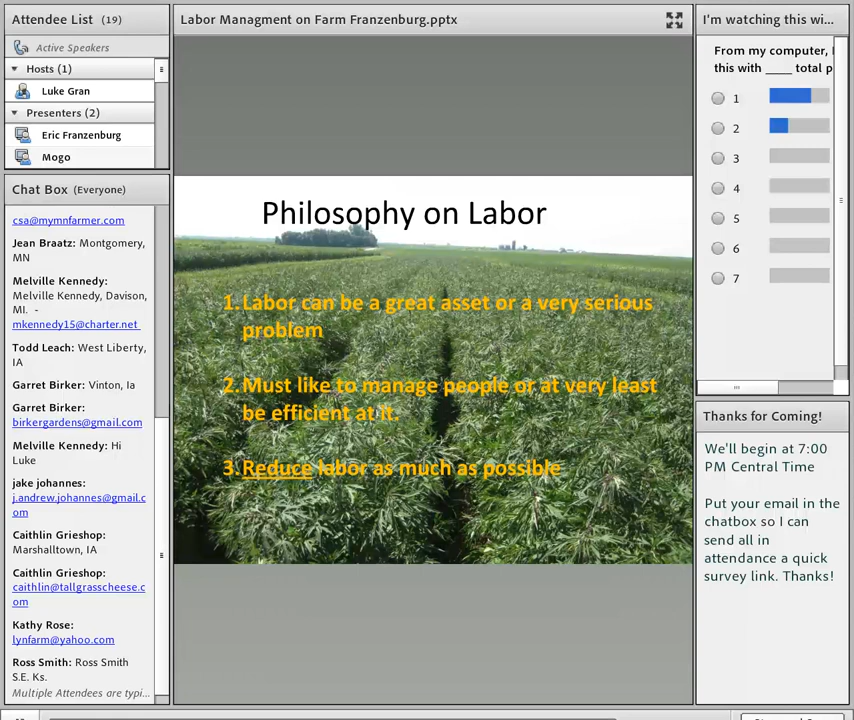 Attendee List (19)
Active Speakers
Hosts (1)
Luke Gran
Presenters (2)
Eric Franzenburg
Mogo
Chat Box (Everyone)
csa@mymnfarmer.com
Jean Braatz: Montgomery,
MN
Melville Kennedy:
Melville Kennedy, Davison,
MI. -
mkennedy15@charter.net
Todd Leach: West Liberty,
IA
Garret Birker: Vinton, Ia
Garret Birker:
birkergardens@gmail.com
Melville Kennedy: Hi
Luke
jake johannes:
j.andrew.johannes@gmail.c
om
Caithlin Grieshop:
Marshalltown, IA
Caithlin Grieshop:
caithlin@tallgrasscheese.c
om
Kathy Rose:
lynfarm@yahoo.com
Ross Smith: Ross Smith
S.E. Ks.
Multiple Attendees are typi...
Labor Managment on Farm Franzenburg.pptx
Philosophy on Labor
1. Labor can be a great asset or a very serious
problem
2. Must like to manage people or at very least
be efficient at it.
3. Reduce labor as much as possible
I'm watching this wi...
From my computer,
this with ____ total p
1
2
3
4
5
6
7
Thanks for Coming!
We'll begin at 7:00
PM Central Time
Put your email in the
chatbox so I can
send all in
attendance a quick
survey link. Thanks!